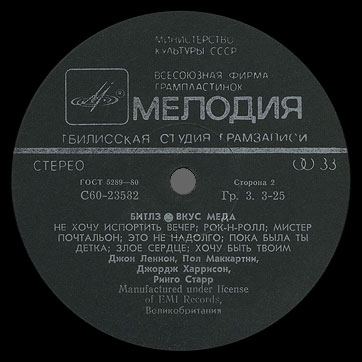 МИНИСТЕРСТВО
КУЛЬТУРЫ СССР
ВСЕСОЮЗНАЯ ФИРМА
ГРАМПЛАСТИНОК
МЕЛОДИЯ
ТБИЛИССКАЯ СТУДИЯ ГРАМЗАПИСИ
СТЕРЕО
33
ГОСТ 5289—80
Сторона 2
С60-23582
Гр. 3. 3-25
БИТЛЗ ВКУС МЕДА
НЕ ХОЧУ ИСПОРТИТЬ ВЕЧЕР; РОК-Н-РОЛЛ; МИСТЕР
ПОЧТАЛЬОН; ЭТО НЕ НАДОЛГО; ПОКА БЫЛА ТЫ
ДЕТКА; ЗЛОЕ СЕРДЦЕ; ХОЧУ БЫТЬ ТВОИМ
Джон Леннон, Пол Маккартни,
Джордж Харрисон,
Ринго Старр
Manufactured under license
of EMI Records,
Великобритания